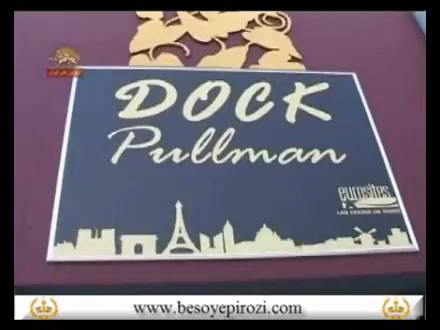 DOCK
Pullman
eurosites
LES DOCKS DE PARIS
www.besoyepirozi.com